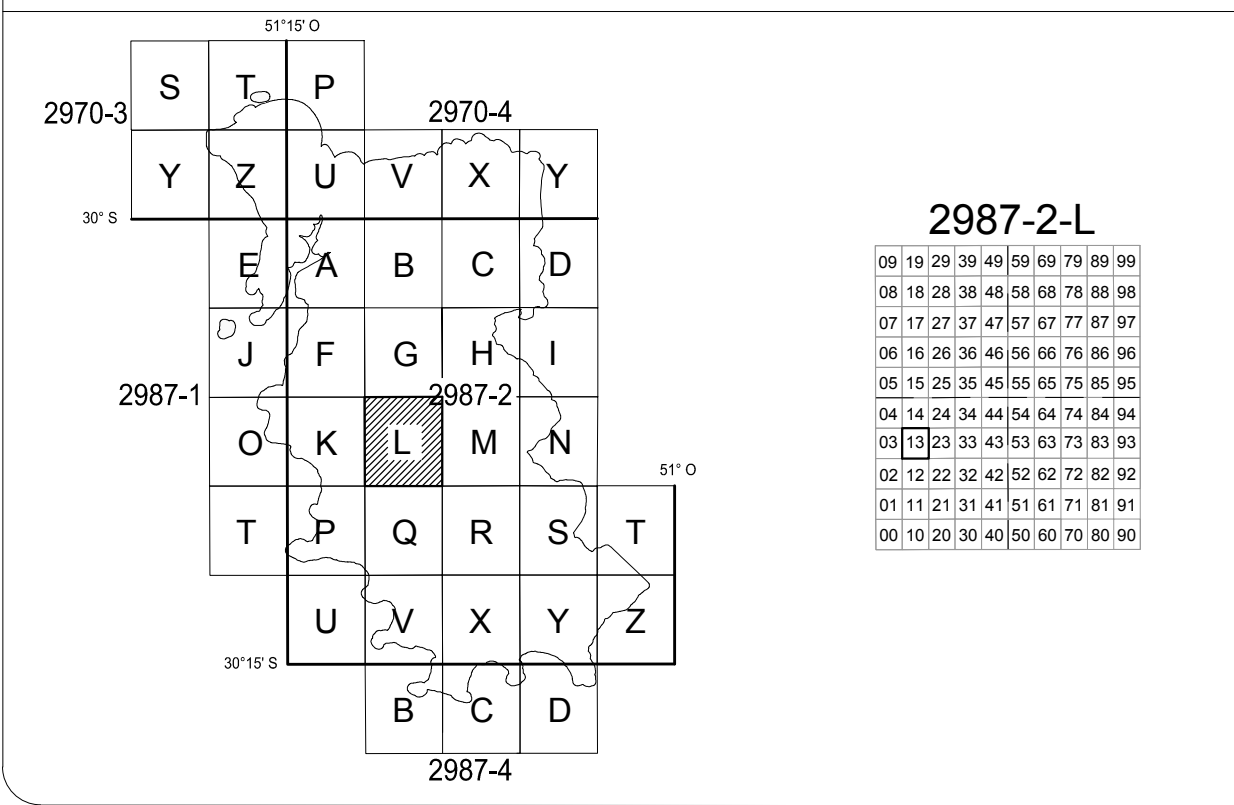 51°15' O
S T P
2970-3 2970-4
Y Z U V X Y
30° S
E A B C D
J F G H I
2987-1 2987-2
O K L M N
51° O
T P Q R S T
U V X Y Z
30°15' S
B C D
2987-4
2987-2-L
09 19 29 39 49 59 69 79 89 99
08 18 28 38 48 58 68 78 88 98
07 17 27 37 47 57 67 77 87 97
06 16 26 36 46 56 66 76 86 96
05 15 25 35 45 55 65 75 85 95
04 14 24 34 44 54 64 74 84 94
03 13 23 33 43 53 63 73 83 93
02 12 22 32 42 52 62 72 82 92
01 11 21 31 41 51 61 71 81 91
00 10 20 30 40 50 60 70 80 90